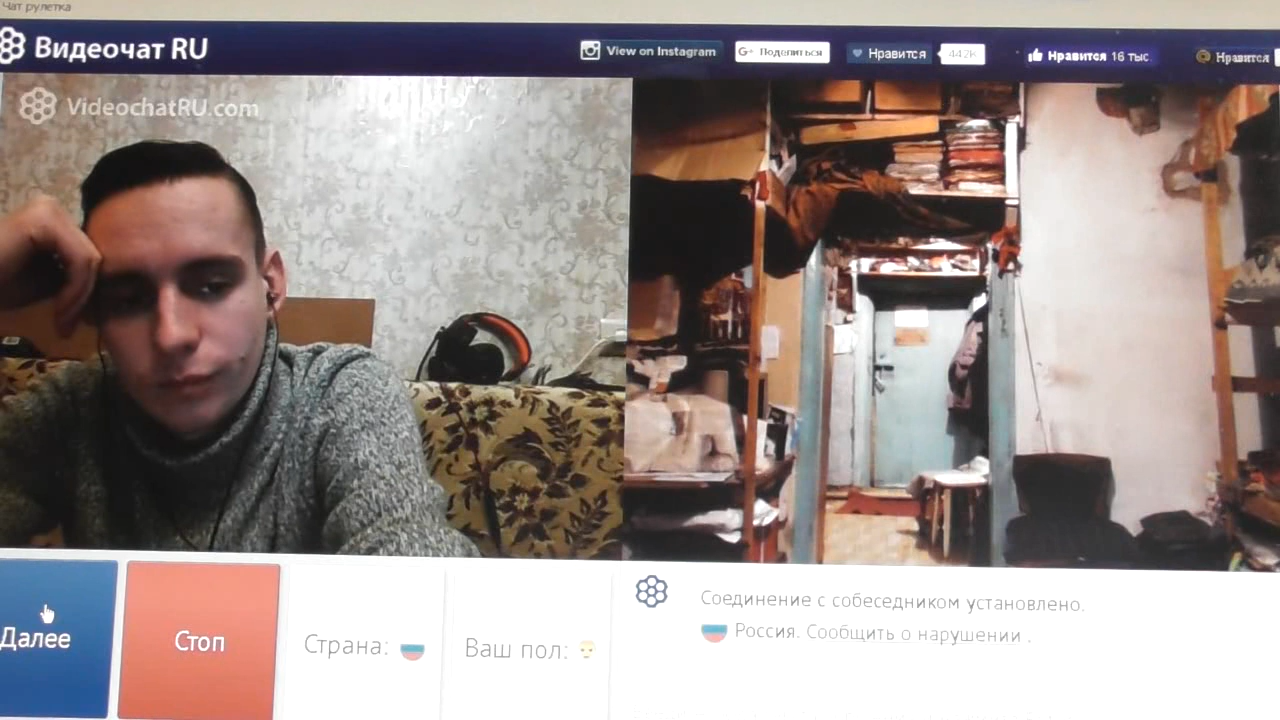 Чат рулетка
Видеочат RU
View on Instagram
G+ Поделиться
Нравится
442K
Нравится 16 тыс.
Нравится
VideochatRU.com
Далее
Стоп
Страна:
Ваш пол:
Соединение с собеседником установлено.
Россия. Сообщить о нарушении .